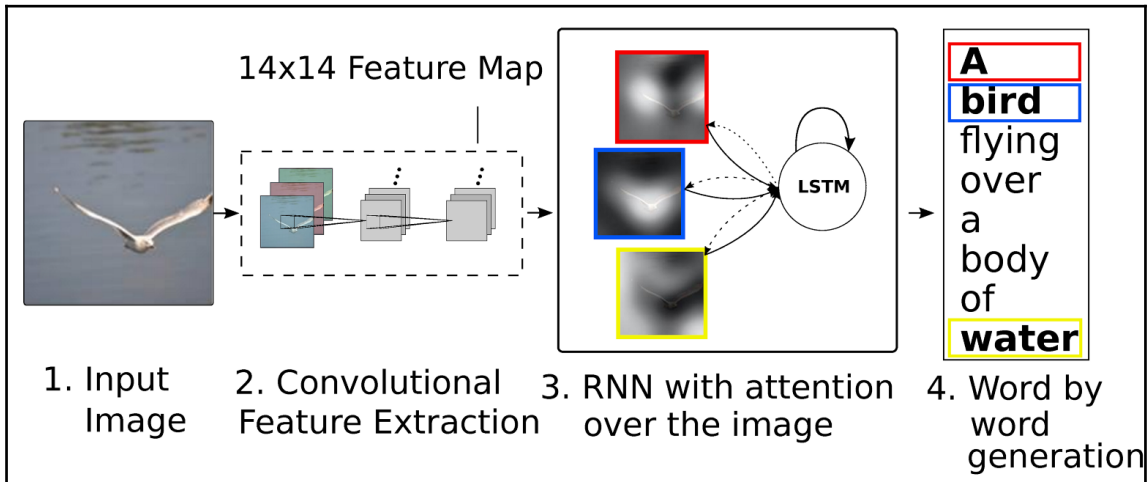 14x14 Feature Map
LSTM
A
bird
flying
over
a
body
of
water
1. Input
Image
2. Convolutional
Feature Extraction
3. RNN with attention
over the image
4. Word by
word
generation